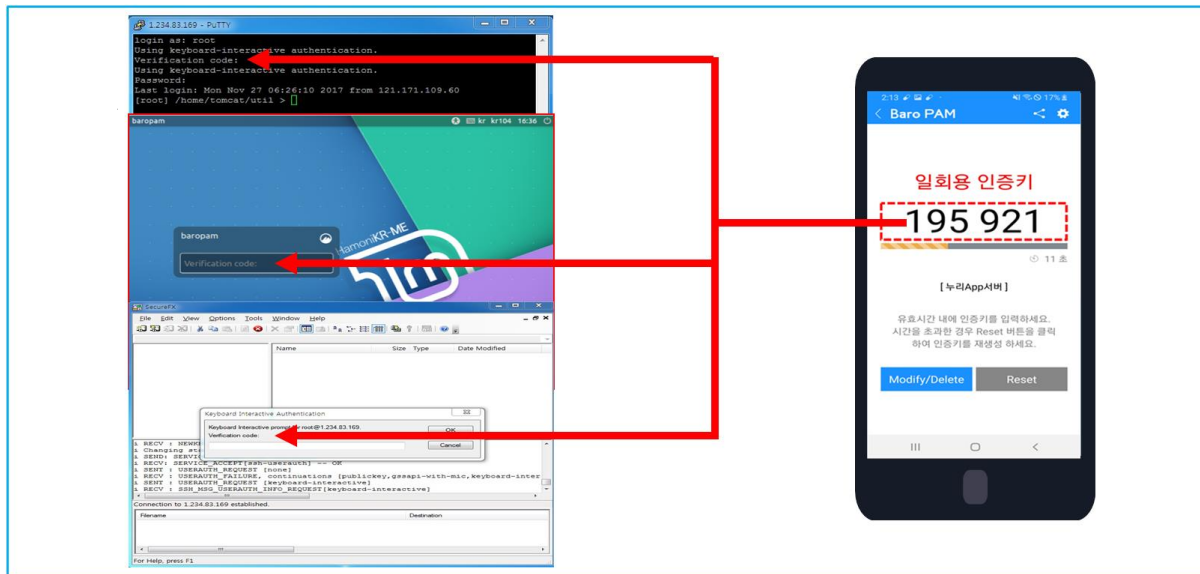 1.234.83.169 - PuTTY
login as: root
Using keyboard-interactive authentication.
Verification code:
Using keyboard-interactive authentication.
Password:
Last login: Mon Nov 27 06:26:10 2017 from 121.171.109.60
[root] /home/tomcat/util >
baropam
kr kr104 16:36
HamoniKR-ME
baropam
Verification code:
SecureFX
File Edit View Options Tools Window Help
Name Size Type Date Modified
Keyboard Interactive Authentication
Keyboard Interactive prompt for root@1.234.83.169.
Verification code:
OK
Cancel
i RECV : NEWK
i Changing st
i SEND: SERVIC
i RECV: SERVICE_ACCEPT[ssh-userauth] -- OK
i SENT : USERAUTH_REQUEST [none]
i RECV : USERAUTH_FAILURE, continuations [publickey,gssapi-with-mic,keyboard-inter
i SENT : USERAUTH_REQUEST [keyboard-interactive]
i RECV : SSH_MSG_USERAUTH_INFO_REQUEST[keyboard-interactive]
Connection to 1.234.83.169 established.
Filename Destination
For Help, press F1
2:13 17%
Baro PAM
일회용 인증키
195 921
11 초
[ 누리App서버 ]
유효시간 내에 인증키를 입력하세요.
시간을 초과한 경우 Reset 버튼을 클릭
하여 인증키를 재생성 하세요.
Modify/Delete Reset